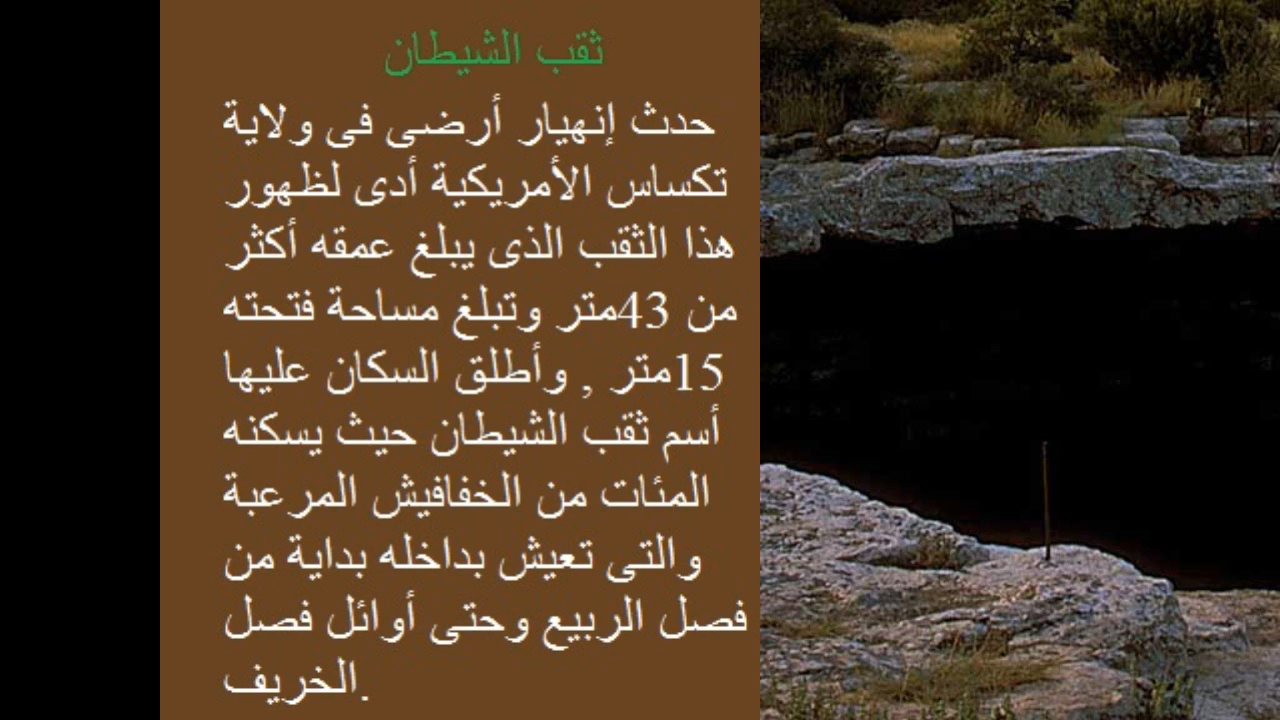 ثقب الشيطان
حدث إنهيار أرضى فى ولاية
تكساس الأمريكية أدى لظهور
هذا الثقب الذى يبلغ عمقه أكثر
من 43متر وتبلغ مساحة فتحته
15متر , وأطلق السكان عليها
أسم ثقب الشيطان حيث يسكنه
المئات من الخفافيش المرعبة
والتى تعيش بداخله بداية من
فصل الربيع وحتى أوائل فصل
الخريف.